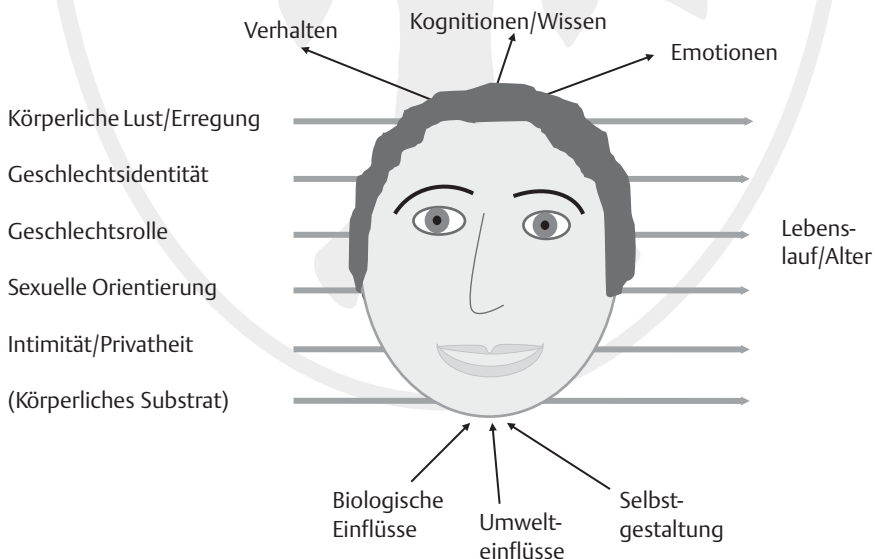 Verhalten
Kognitionen/Wissen
Emotionen
Körperliche Lust/Erregung
Geschlechtsidentität
Geschlechtsrolle
Sexuelle Orientierung
Intimität/Privatheit
(Körperliches Substrat)
Lebens-
lauf/Alter
Biologische
Einflüsse
Umwelt-
einflüsse
Selbst-
gestaltung